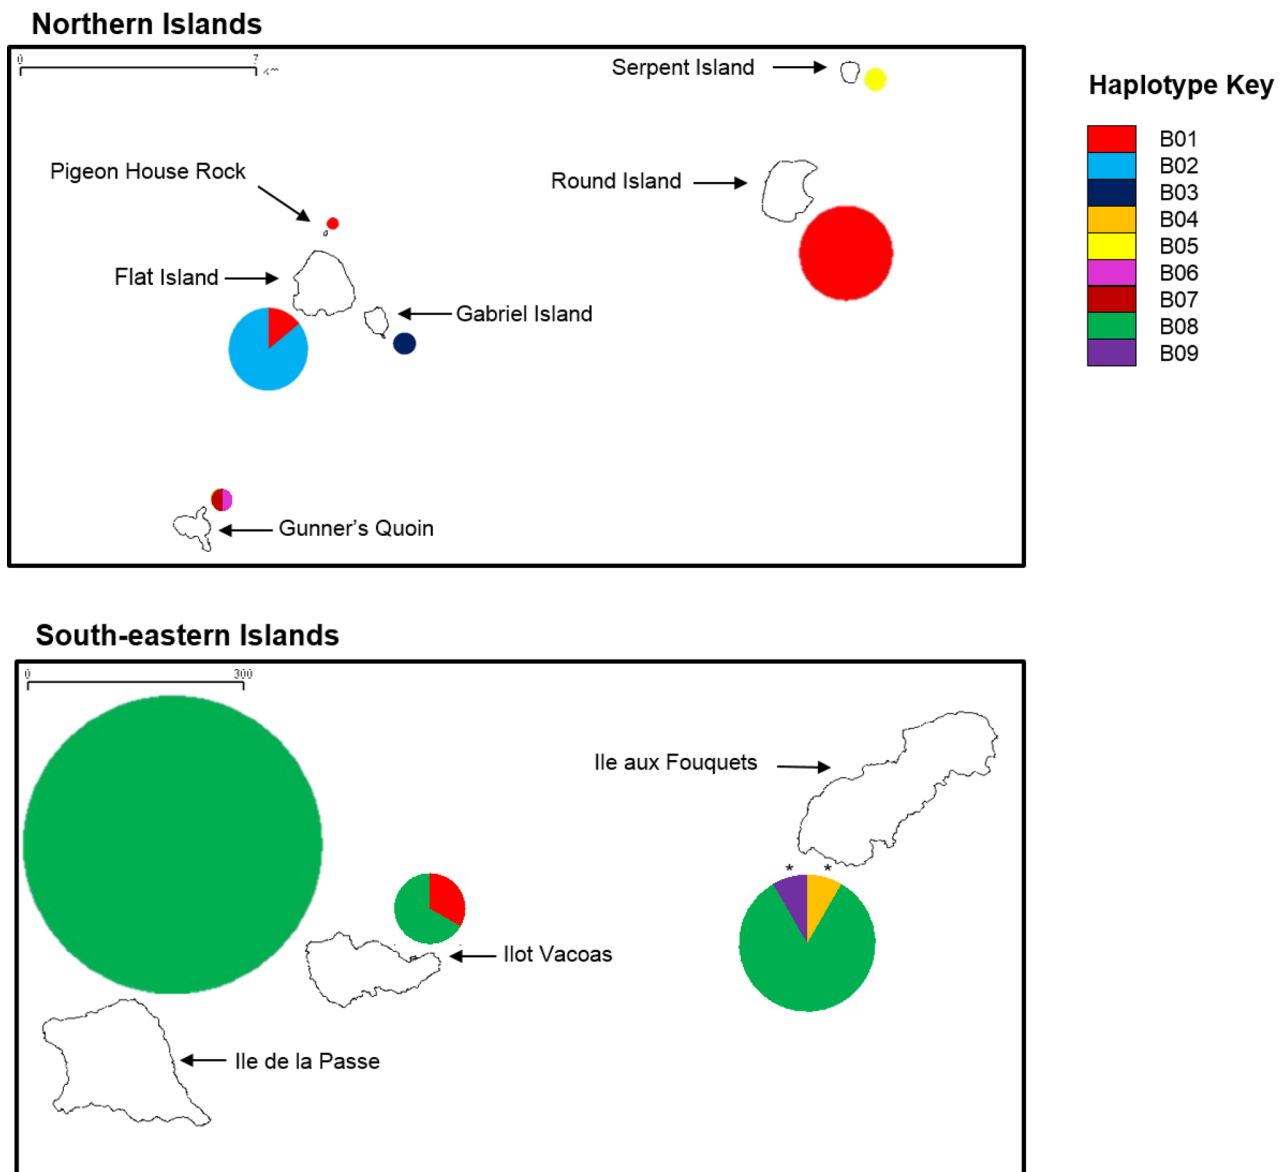 Northern Islands
0 7
Km
Serpent Island
Haplotype Key
B01
Pigeon House Rock
B02
Round Island
B03
B04
B05
Flat Island
B06
B07
Gabriel Island
B08
B09
Gunner's Quoin
South-eastern Islands
0 300
Ile aux Fouquets
* *
Ilot Vacoas
Ile de la Passe